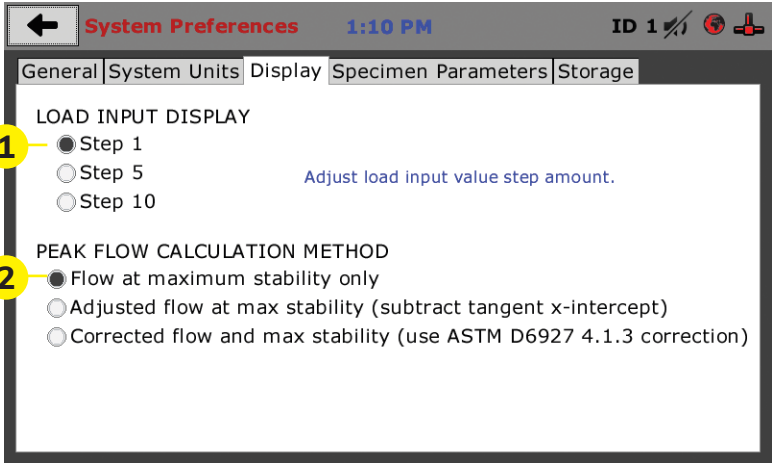 System Preferences 1:10 PM ID 1
General System Units Display Specimen Parameters Storage
LOAD INPUT DISPLAY
1 Step 1
Step 5
Adjust load input value step amount.
Step 10
PEAK FLOW CALCULATION METHOD
2 Flow at maximum stability only
Adjusted flow at max stability (subtract tangent x-intercept)
Corrected flow and max stability (use ASTM D6927 4.1.3 correction)